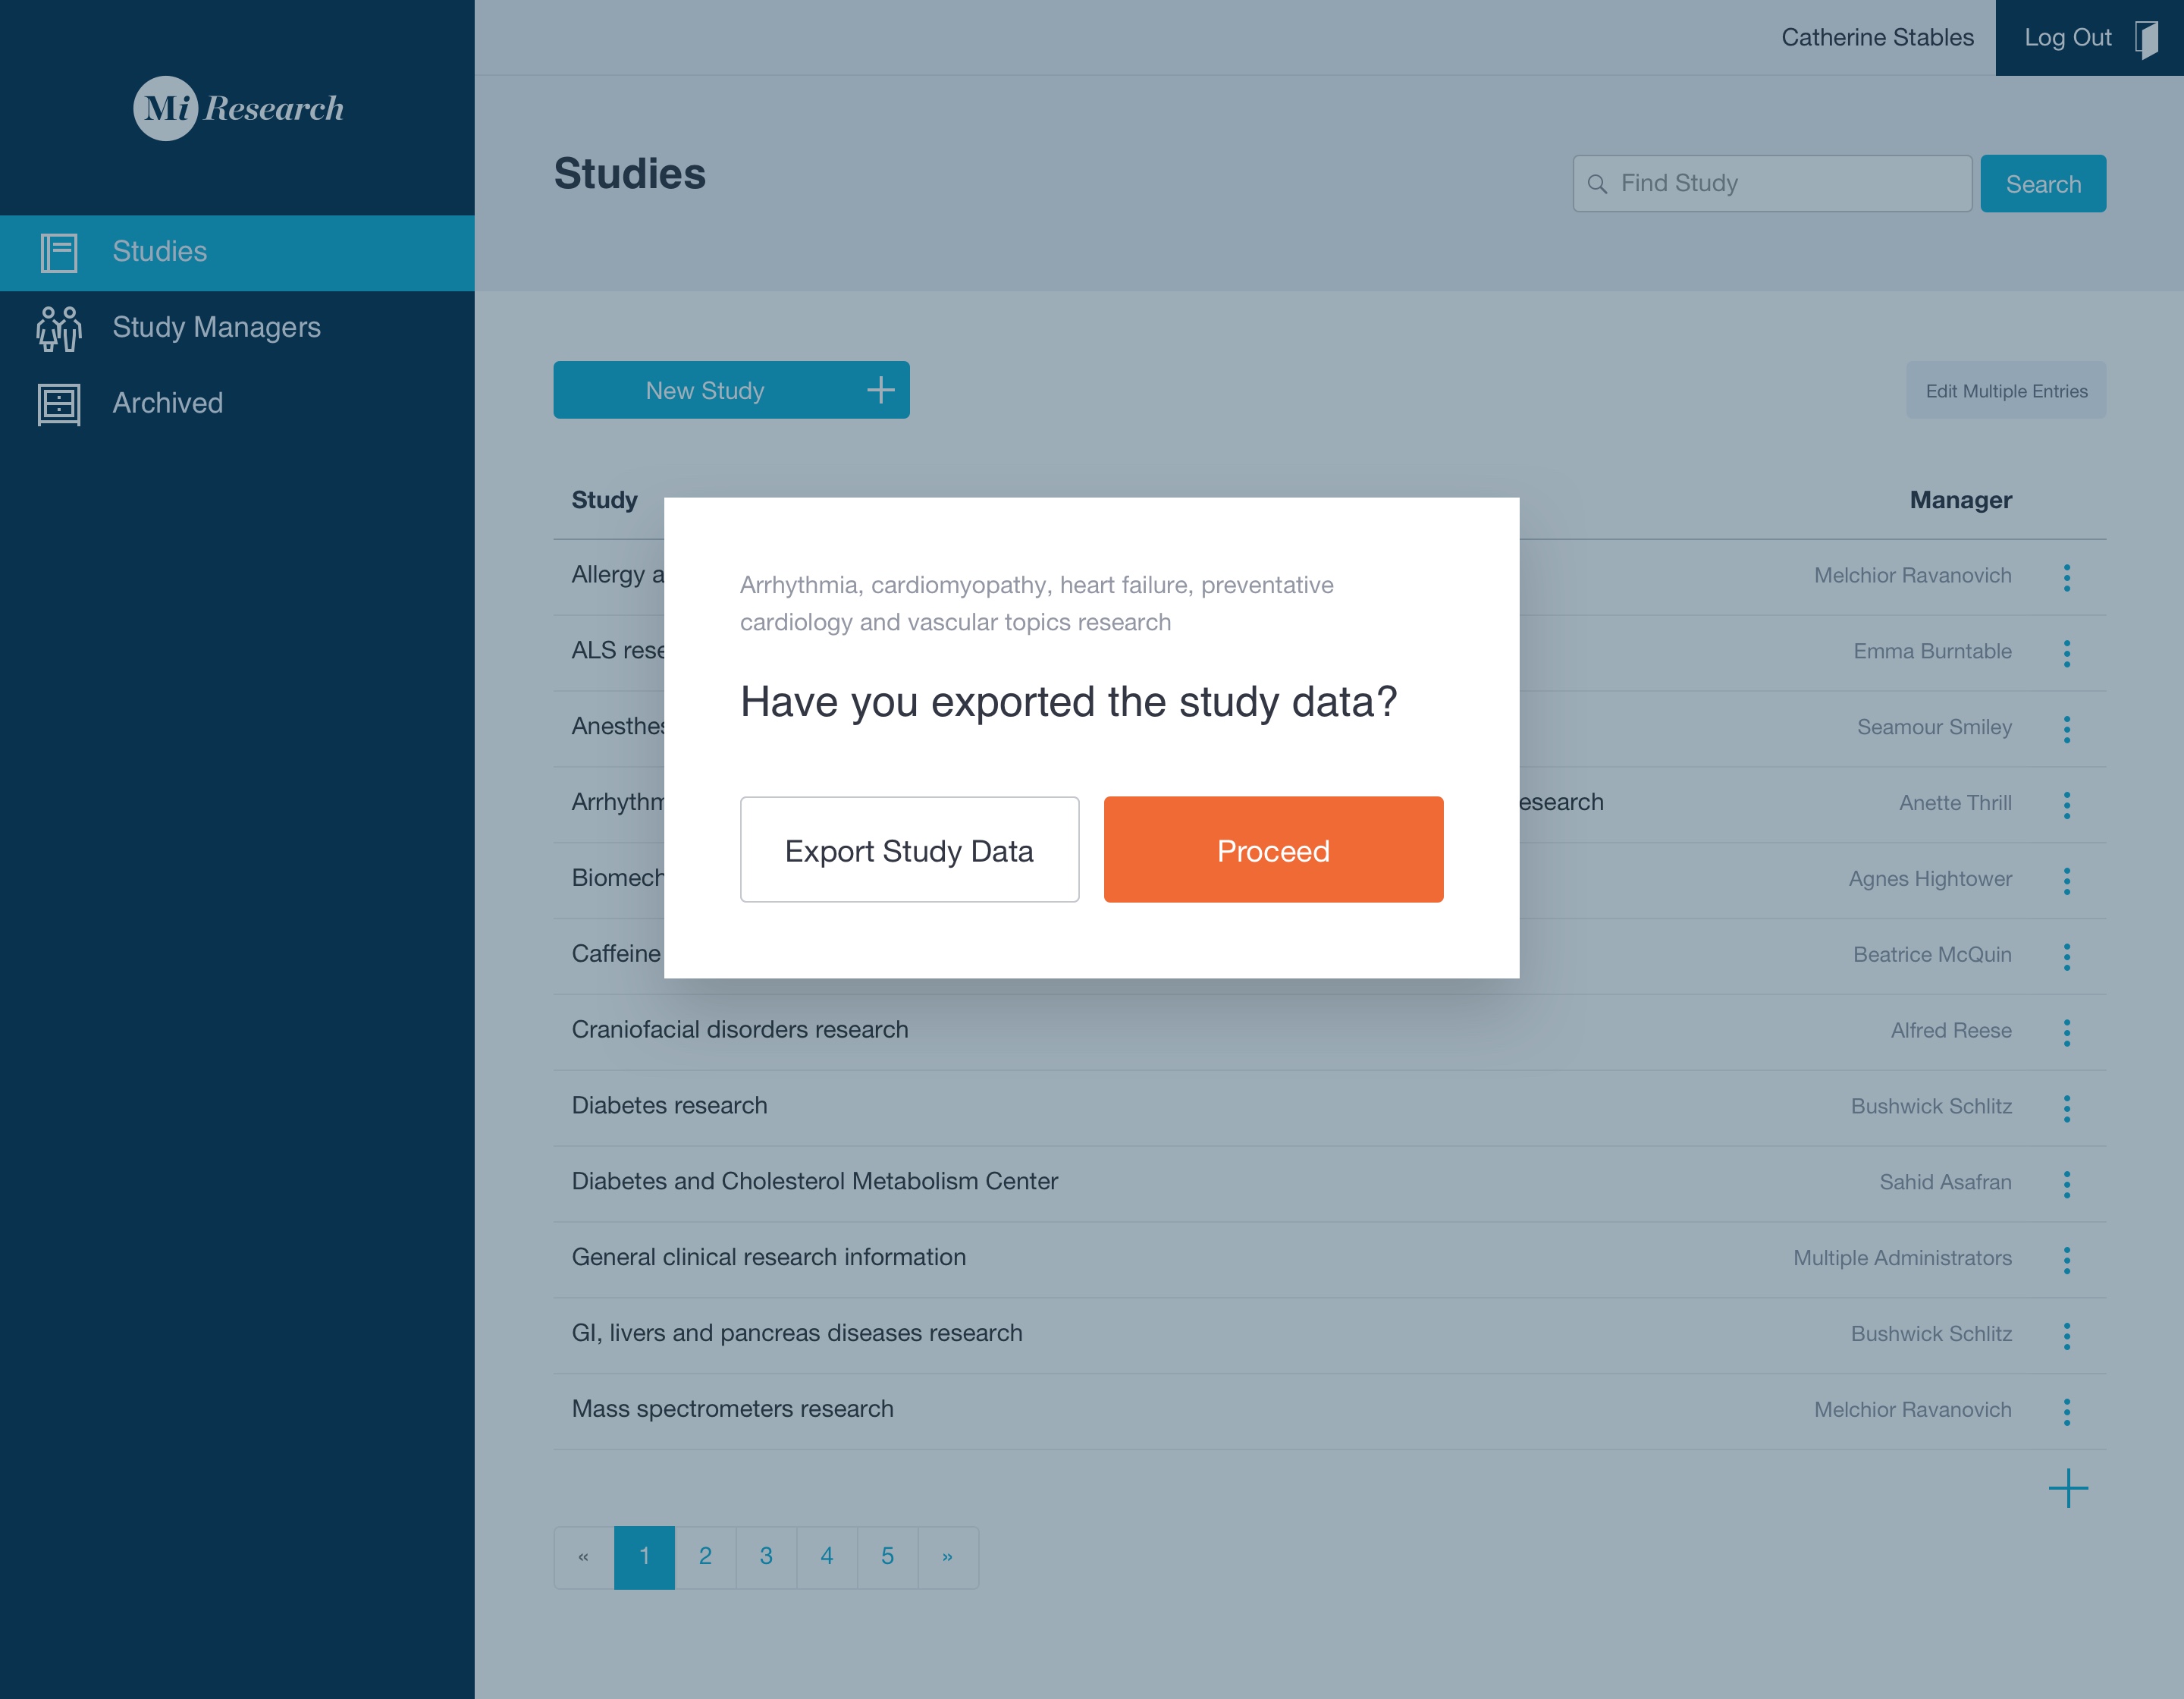 Catherine Stables
Log Out
Mi Research
Studies
Find Study
Search
Studies
Study Managers
Archived
New Study
Edit Multiple Entries
Study
Manager
Arrhythmia, cardiomyopathy, heart failure, preventative
cardiology and vascular topics research
Have you exported the study data?
Export Study Data
Proceed
Allergy a
Melchior Ravanovich
ALS rese
Emma Burntable
Anesthes
Seamour Smiley
Arrhythm
esearch
Anette Thrill
Biomech
Agnes Hightower
Caffeine
Beatrice McQuin
Craniofacial disorders research
Alfred Reese
Diabetes research
Bushwick Schlitz
Diabetes and Cholesterol Metabolism Center
Sahid Asafran
General clinical research information
Multiple Administrators
GI, livers and pancreas diseases research
Bushwick Schlitz
Mass spectrometers research
Melchior Ravanovich
« 1 2 3 4 5 »